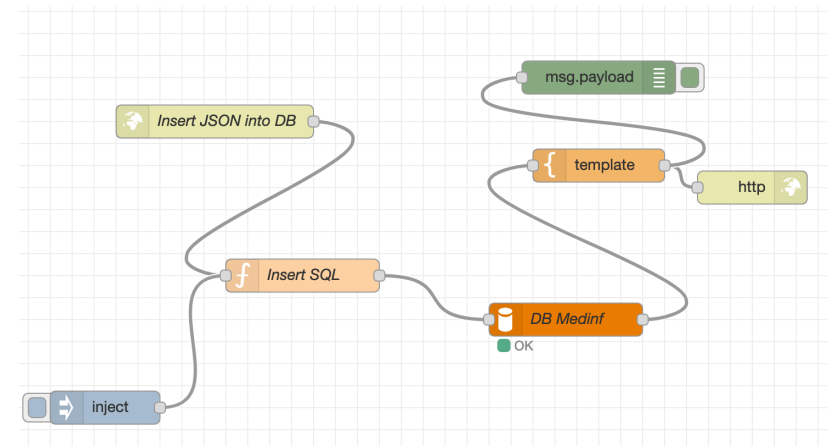 msg.payload
Insert JSON into DB
template
http
Insert SQL
DB Medinf
OK
inject